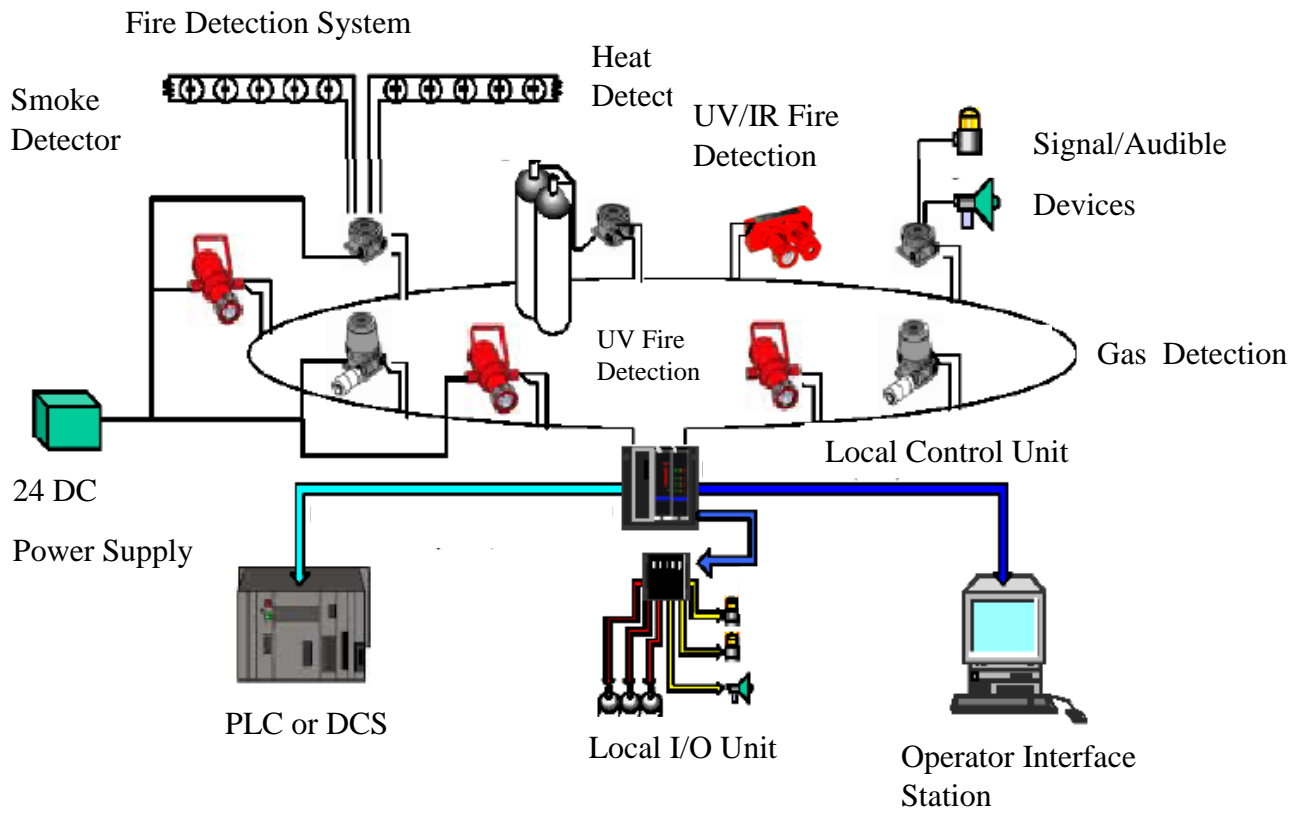 Fire Detection System
Smoke
Detector
Heat
Detect
UV/IR Fire
Detection
Signal/Audible
Devices
UV Fire
Detection
Gas Detection
24 DC
Power Supply
Local Control Unit
PLC or DCS
Local I/O Unit
Operator Interface
Station